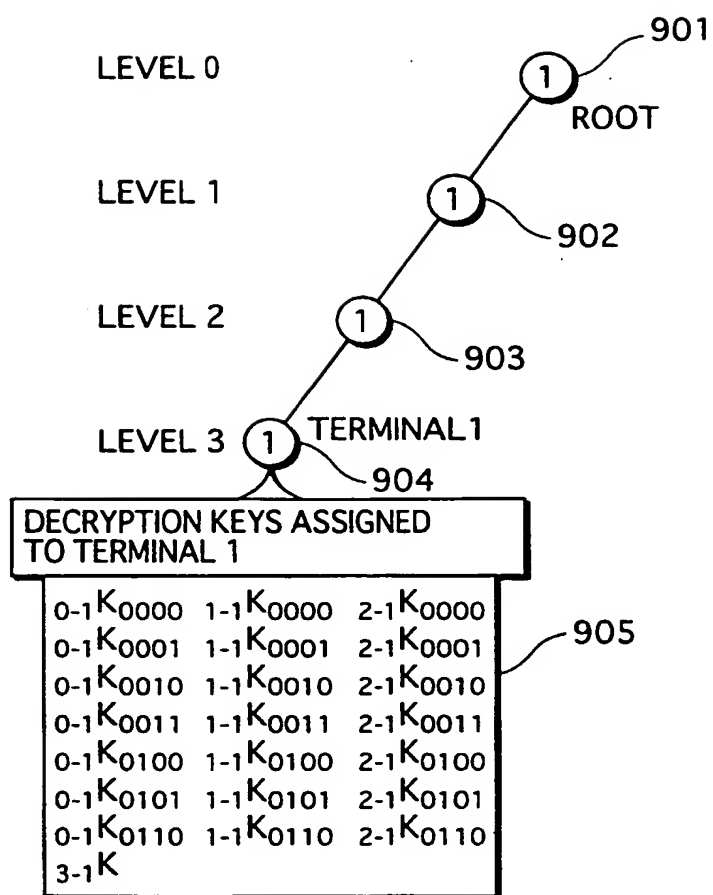 LEVEL 0
1
901
ROOT
LEVEL 1
1
902
LEVEL 2
1
903
LEVEL 3
1
TERMINAL1
904
DECRYPTION KEYS ASSIGNED
TO TERMINAL 1
0-1K0000 1-1K0000 2-1K0000
0-1K0001 1-1K0001 2-1K0001
0-1K0010 1-1K0010 2-1K0010
0-1K0011 1-1K0011 2-1K0011
0-1K0100 1-1K0100 2-1K0100
0-1K0101 1-1K0101 2-1K0101
0-1K0110 1-1K0110 2-1K0110
3-1K
905